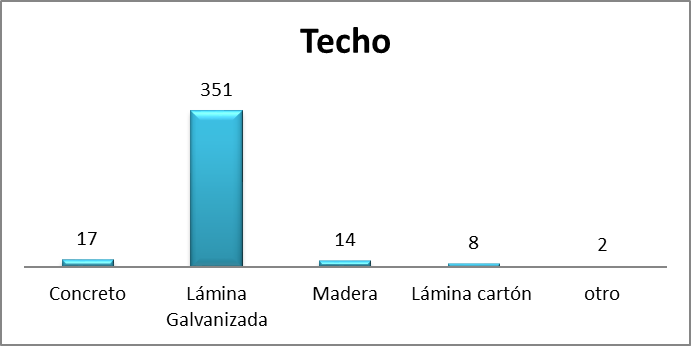 Techo
351
17
14
8
2
Concreto
Lámina
Galvanizada
Madera
Lámina cartón
otro